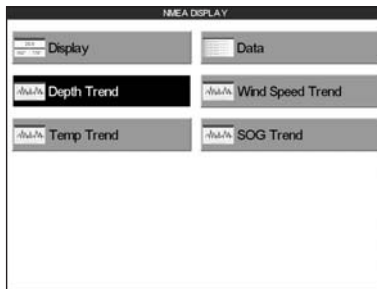 NMEA DISPLAY
Display
Data
Depth Trend
Wind Speed Trend
Temp Trend
SOG Trend